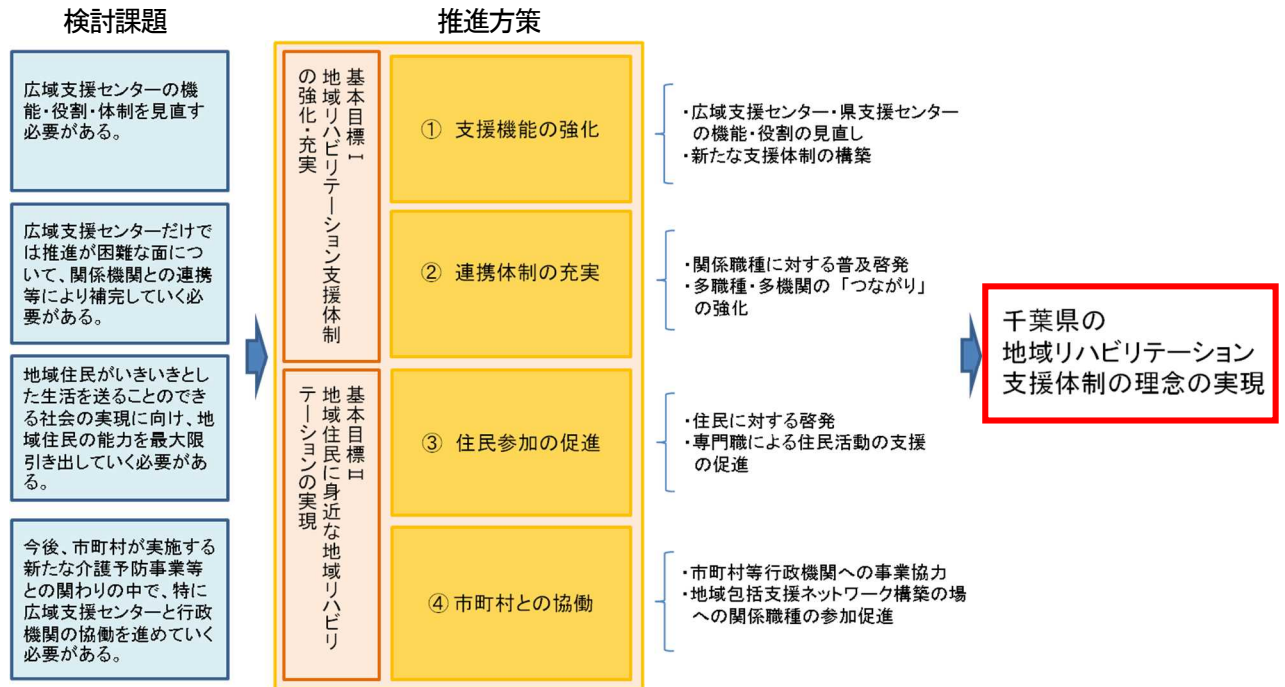 検討課題
推進方策
広域支援センターの機
能・役割・体制を見直す
必要がある。
広域支援センターだけで
は推進が困難な面につい
て、関係機関との連携
等により補完していく必
要がある。
地域住民がいきいきとし
た生活を送ることのでき
る社会の実現に向け、地
域住民の能力を最大限
引き出していく必要があ
る。
今後、市町村が実施する
新たな介護予防事業等
との関わりの中で、特に
広域支援センターと行政
機関の協働を進めていく
必要がある。
基本目標Ⅰ
地域リハビリテーション支援体制
の強化・充実
基本目標Ⅱ
地域住民に身近な地域リハビリ
テーションの実現
① 支援機能の強化
② 連携体制の充実
③ 住民参加の促進
④ 市町村との協働
・広域支援センター・県支援センター
の機能・役割の見直し
・新たな支援体制の構築
・関係職種に対する普及啓発
・多職種・多機関の「つながり」
の強化
・住民に対する啓発
・専門職による住民活動の支援
の促進
・市町村等行政機関への事業協力
・地域包括支援ネットワーク構築の場
への関係職種の参加促進
千葉県の
地域リハビリテーション
支援体制の理念の実現